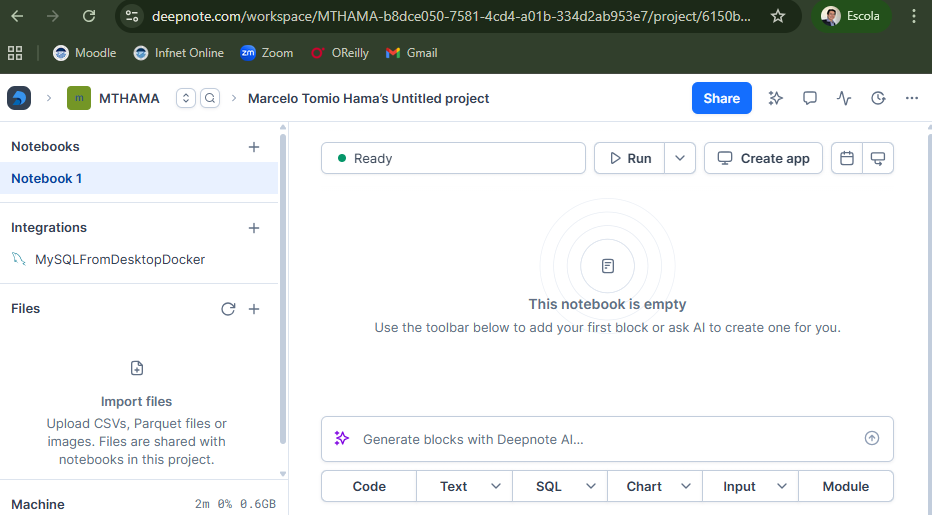 deepnote.com/workspace/MTHAMA-b8dce050-7581-4cd4-a01b-334d2ab953e7/project/6150b...
Escola
Moodle
Infnet Online
zm Zoom
OReilly
Gmail
m MTHAMA
Marcelo Tomio Hama's Untitled project
Share
Notebooks
Notebook 1
Integrations
MySQLFromDesktopDocker
Files
Import files
Upload CSVs, Parquet files or
images. Files are shared with
notebooks in this project.
Machine 2m 0% 0.6GB
Ready
Run
Create app
This notebook is empty
Use the toolbar below to add your first block or ask AI to create one for you.
Generate blocks with Deepnote AI...
Code Text SQL Chart Input Module